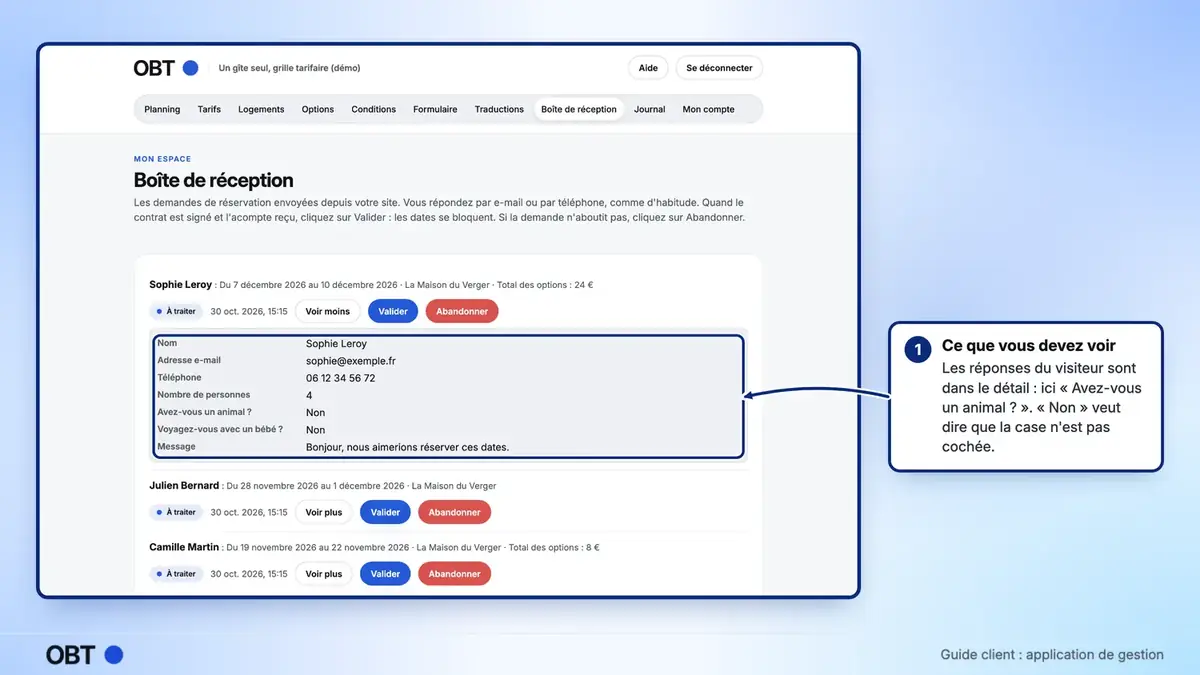 OBT
Un gîte seul, grille tarifaire (démo)
Aide
Se déconnecter
Planning
Tarifs
Logements
Options
Conditions
Formulaire
Traductions
Boîte de réception
Journal
Mon compte
MON ESPACE
Boîte de réception
Les demandes de réservation envoyées depuis votre site. Vous répondez par e-mail ou par téléphone, comme d'habitude. Quand le
contrat est signé et l'acompte reçu, cliquez sur Valider : les dates se bloquent. Si la demande n'aboutit pas, cliquez sur Abandonner.
Sophie Leroy : Du 7 décembre 2026 au 10 décembre 2026 · La Maison du Verger · Total des options : 24 €
À traiter 30 oct. 2026, 15:15 Voir moins Valider Abandonner
Nom Sophie Leroy
Adresse e-mail sophie@exemple.fr
Téléphone 06 12 34 56 72
Nombre de personnes 4
Avez-vous un animal ? Non
Voyagez-vous avec un bébé ? Non
Message Bonjour, nous aimerions réserver ces dates.
Julien Bernard : Du 28 novembre 2026 au 1 décembre 2026 · La Maison du Verger
À traiter 30 oct. 2026, 15:15 Voir plus Valider Abandonner
Camille Martin : Du 19 novembre 2026 au 22 novembre 2026 · La Maison du Verger · Total des options : 8 €
À traiter 30 oct. 2026, 15:15 Voir plus Valider Abandonner
1 Ce que vous devez voir
Les réponses du visiteur sont
dans le détail : ici « Avez-vous
un animal ? ». « Non » veut
dire que la case n'est pas
cochée.
OBT
Guide client : application de gestion